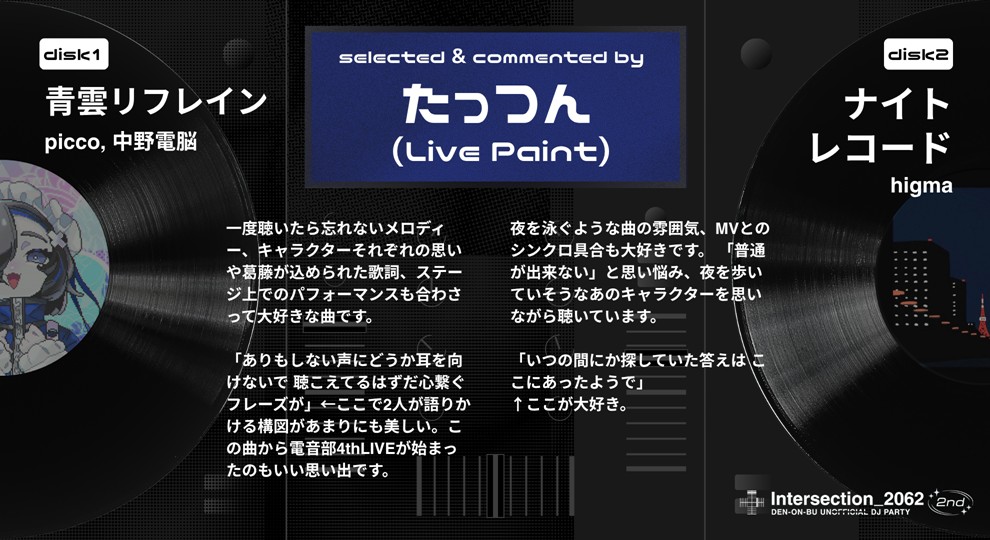 disk1
青雲リフレイン
picco, 中野電脳
selected & commented by
たっつん
(Live Paint)
disk2
ナイト
レコード
higma
一度聴いたら忘れないメロディ
ー、キャラクターそれぞれの思い
や葛藤が込められた歌詞、ステー
ジ上でのパフォーマンスも合わさ
って大好きな曲です。
「ありもしない声にどうか耳を向
けないで 聴こえてるはずだ心繋ぐ
フレーズが」←ここで2人が語りか
ける構図があまりにも美しい。こ
の曲から電音部4thLIVEが始まっ
たのもいい思い出です。
夜を泳ぐような曲の雰囲気、MVとの
シンクロ具合も大好きです。「普通
が出来ない」と思い悩み、夜を歩い
ていそうなあのキャラクターを思い
ながら聴いています。
「いつの間にか探していた答えは こ
こにあったようで」
↑ここが大好き。
Intersection_2062
DEN-ON-BU UNOFFICIAL DJ PARTY
2nd